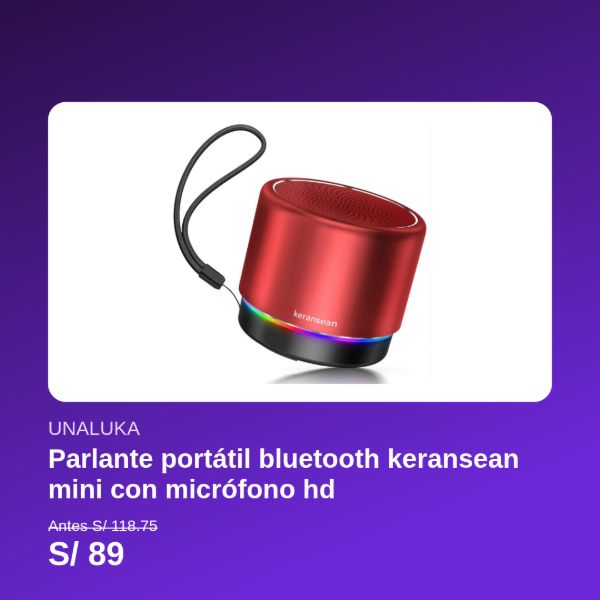 keransean
UNALUKA
Parlante portátil bluetooth keransean
mini con micrófono hd
Antes S/ 118.75
S/ 89